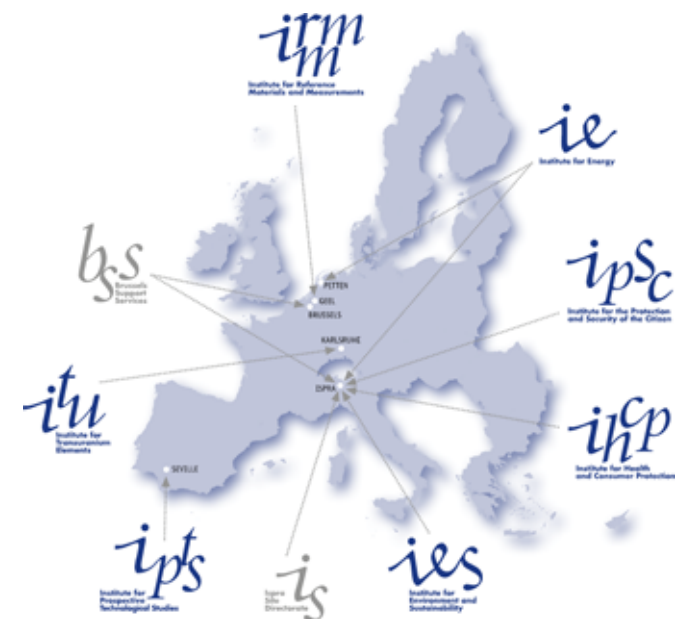 irmm
Institute for Reference
Materials and Measurements
ie
Institute for Energy
bss
Brussels
Support
Services
ipsc
Institute for the Protection
and Security of the Citizen
PETTEN
GEEL
BRUSSELS
KARLSRUHE
ISPRA
SEVILLE
itu
Institute for
Transuranium
Elements
ihcp
Institute for Health
and Consumer Protection
ipts
Institute for
Prospective
Technological Studies
is
Ispra
Site
Directorate
ies
Institute for
Environment and
Sustainability